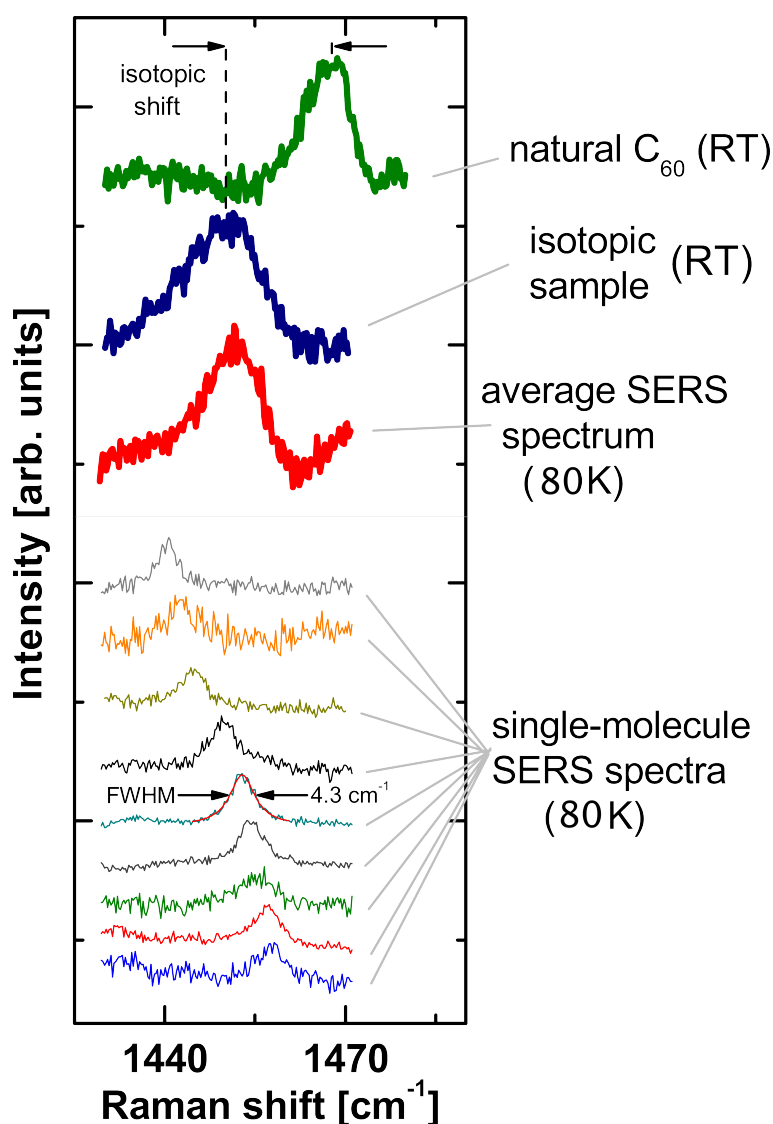 isotopic
shift
natural C₆₀ (RT)
isotopic
sample (RT)
average SERS
spectrum
(80K)
Intensity [arb. units]
single-molecule
SERS spectra
(80K)
FWHM 4.3 cm⁻¹
1440 1470
Raman shift [cm⁻¹]